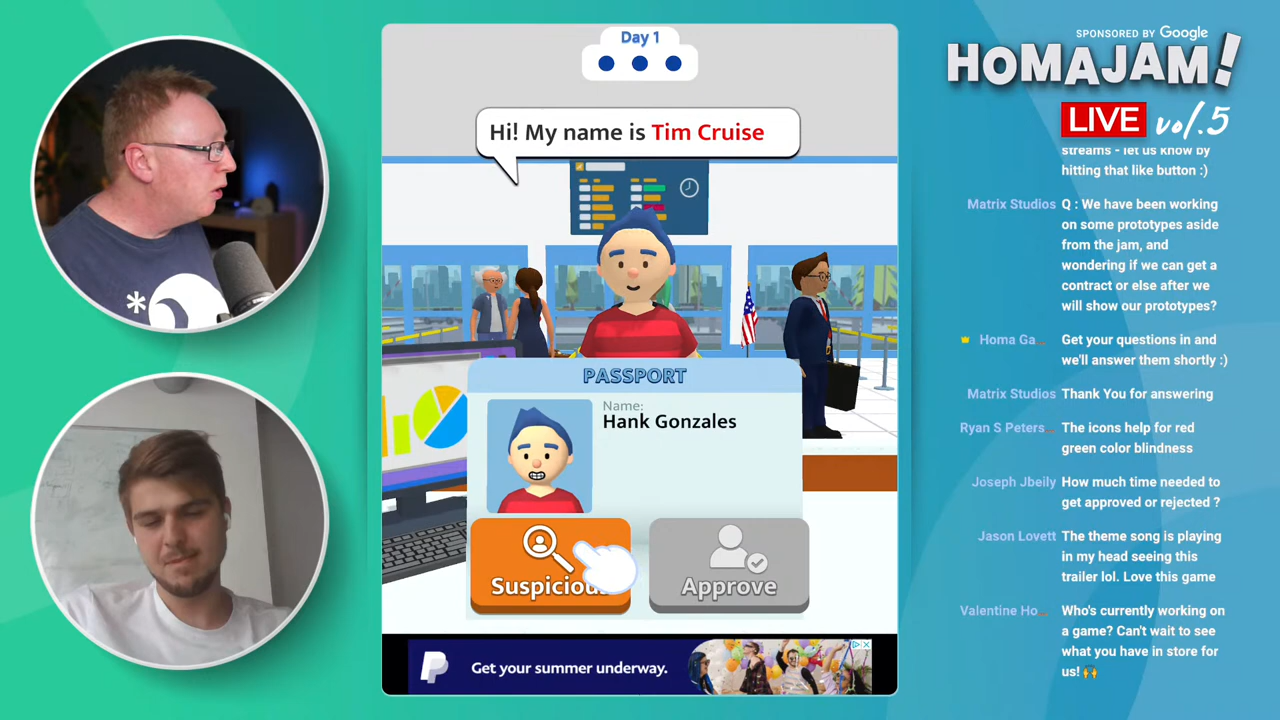 Day 1
Hi! My name is Tim Cruise
PASSPORT
Name:
Hank Gonzales
Suspicio
Approve
Get your summer underway.
SPONSORED BY Google
HOMAJAM!
LIVE vol.5
streams - let us know by
hitting that like button :)
Matrix Studios Q : We have been working
on some prototypes aside
from the jam, and
wondering if we can get a
contract or else after we
will show our prototypes?
Homa Ga... Get your questions in and
we'll answer them shortly :)
Matrix Studios Thank You for answering
Ryan S Peters... The icons help for red
green color blindness
Joseph Jbeily How much time needed to
get approved or rejected ?
Jason Lovett The theme song is playing
in my head seeing this
trailer lol. Love this game
Valentine Ho... Who's currently working on
a game? Can't wait to see
what you have in store for
us! 🙌